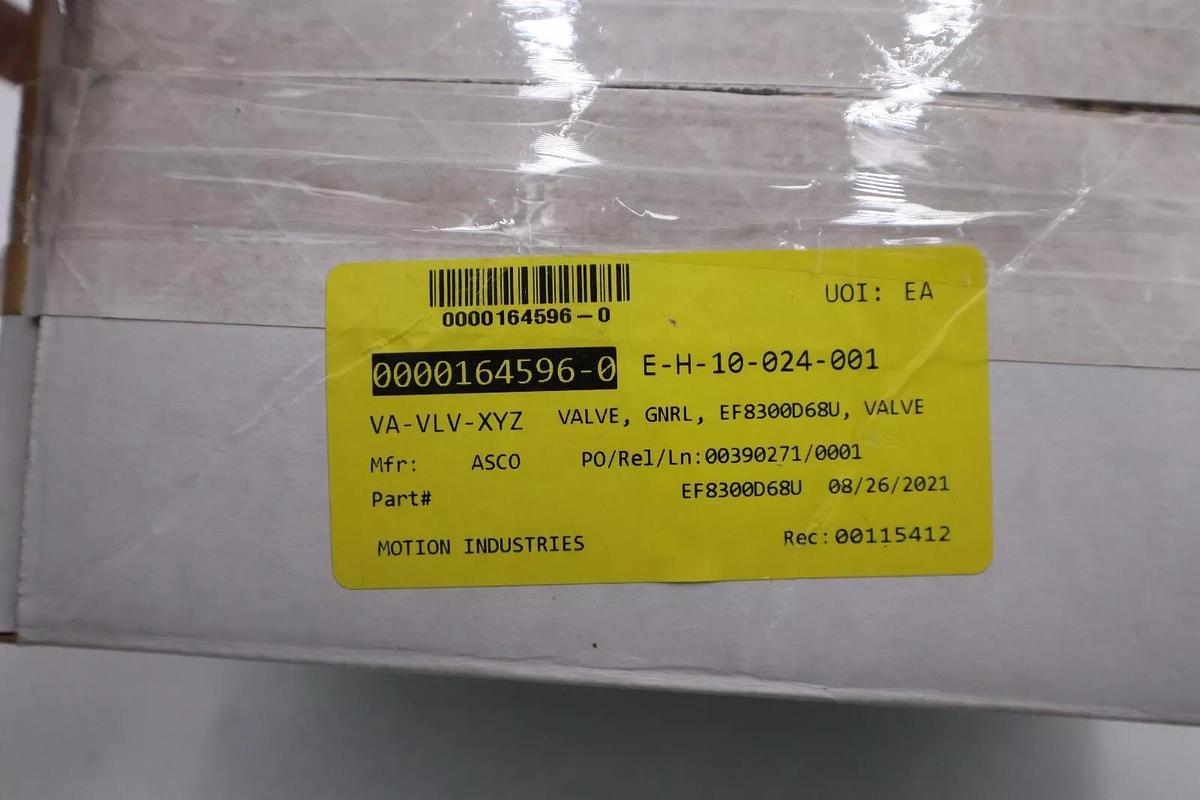 0000164596-0
UOI: EA
0000164596-0 E-H-10-024-001
VA-VLV-XYZ VALVE, GNRL, EF8300D68U, VALVE
Mfr: ASCO PO/Rel/Ln:00390271/0001
Part# EF8300D68U 08/26/2021
MOTION INDUSTRIES Rec:00115412